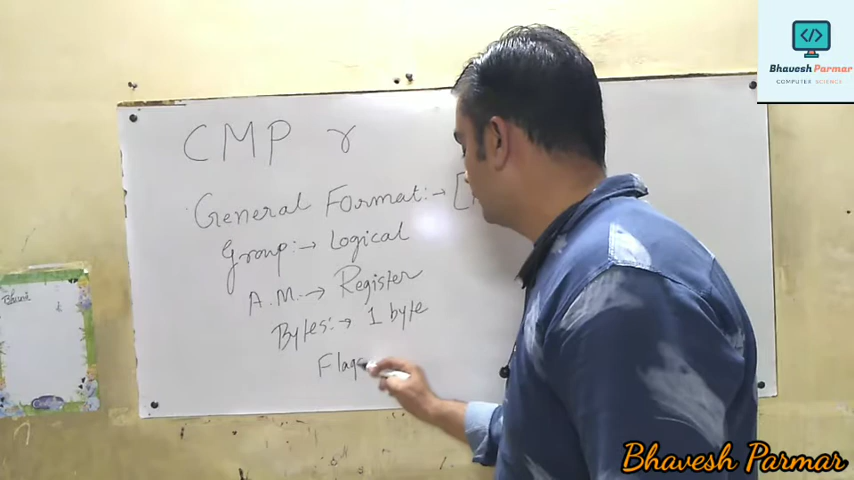 </>
Bhavesh Parmar
COMPUTER SCIENCE
CMP r
General Format:→ [
Group:→ Logical
A.M.→ Register
Bytes:→ 1 byte
Flags
Bhavesh Parmar